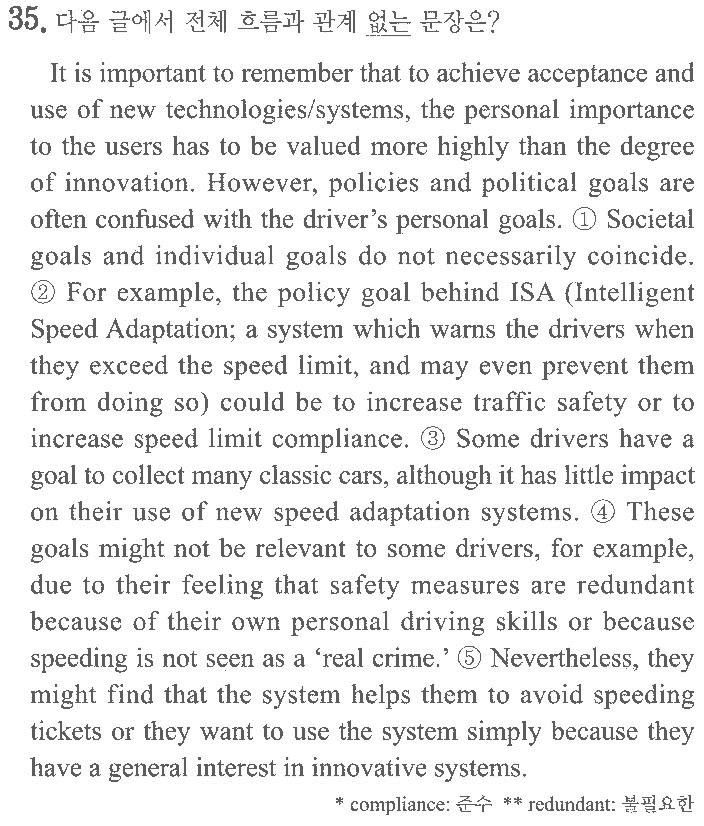 35. 다음 글에서 전체 흐름과 관계 없는 문장은?
It is important to remember that to achieve acceptance and
use of new technologies/systems, the personal importance
to the users has to be valued more highly than the degree
of innovation. However, policies and political goals are
often confused with the driver's personal goals. ① Societal
goals and individual goals do not necessarily coincide.
② For example, the policy goal behind ISA (Intelligent
Speed Adaptation; a system which warns the drivers when
they exceed the speed limit, and may even prevent them
from doing so) could be to increase traffic safety or to
increase speed limit compliance. ③ Some drivers have a
goal to collect many classic cars, although it has little impact
on their use of new speed adaptation systems. ④ These
goals might not be relevant to some drivers, for example,
due to their feeling that safety measures are redundant
because of their own personal driving skills or because
speeding is not seen as a ‘real crime.’ ⑤ Nevertheless, they
might find that the system helps them to avoid speeding
tickets or they want to use the system simply because they
have a general interest in innovative systems.
* compliance: 준수 ** redundant: 불필요한